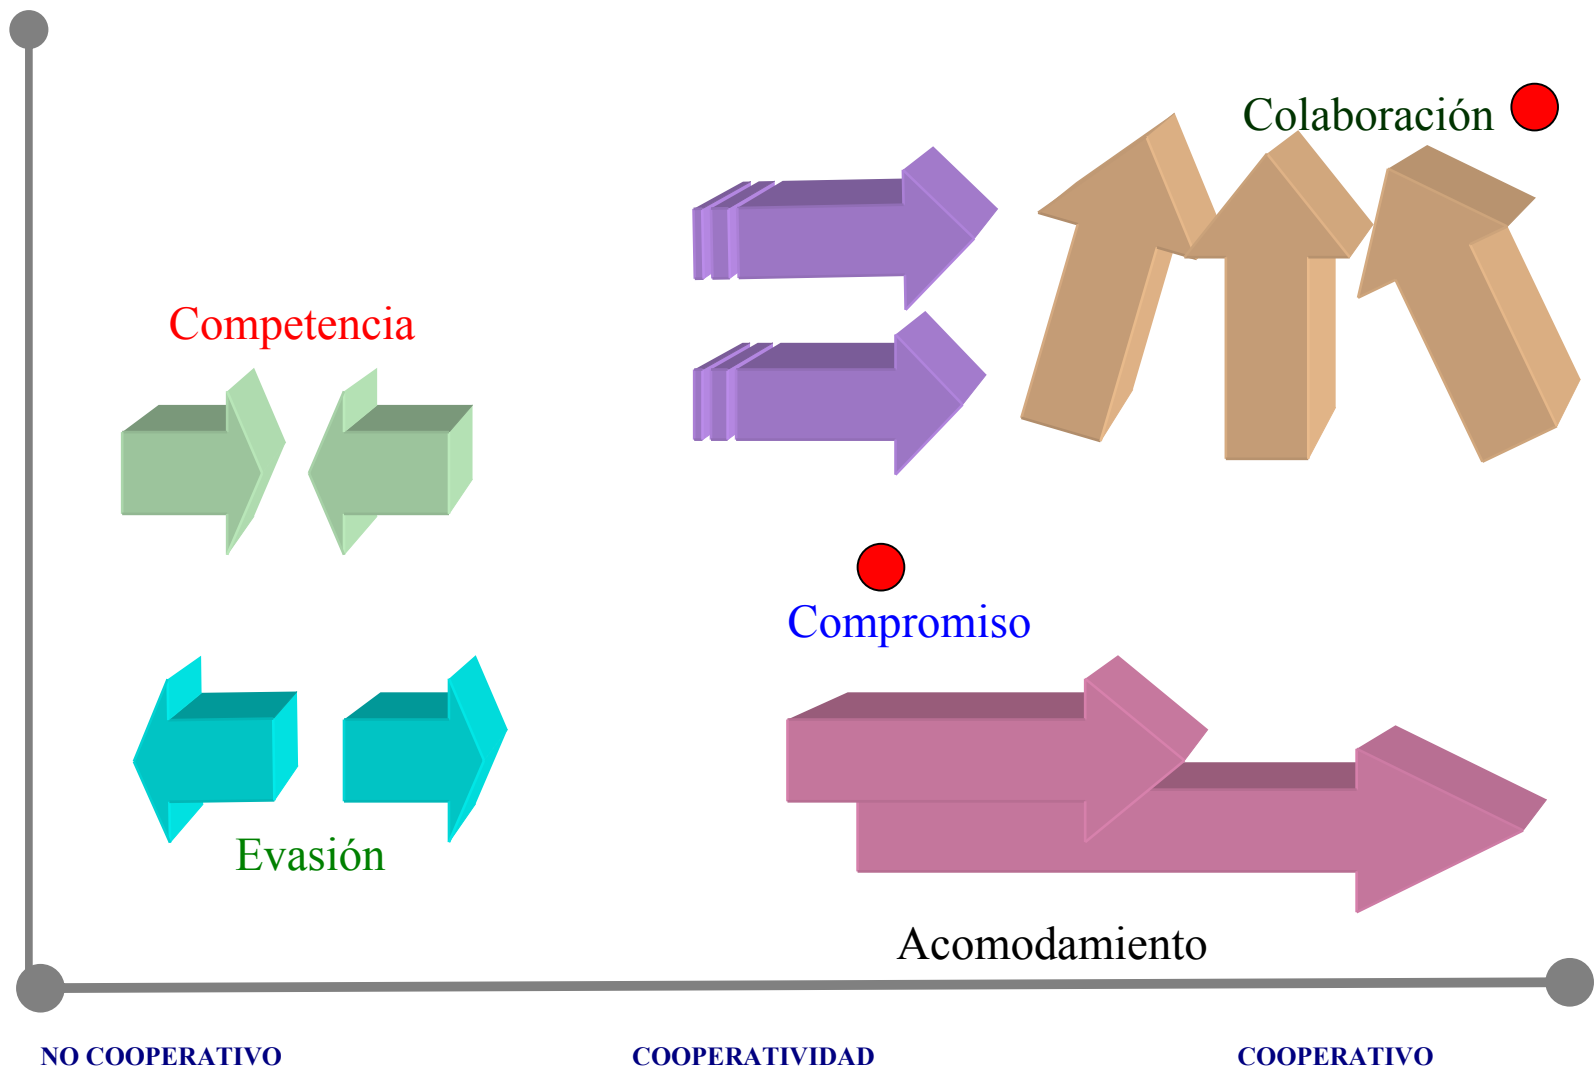 Colaboración
Competencia
Compromiso
Evasión
Acomodamiento
NO COOPERATIVO
COOPERATIVIDAD
COOPERATIVO